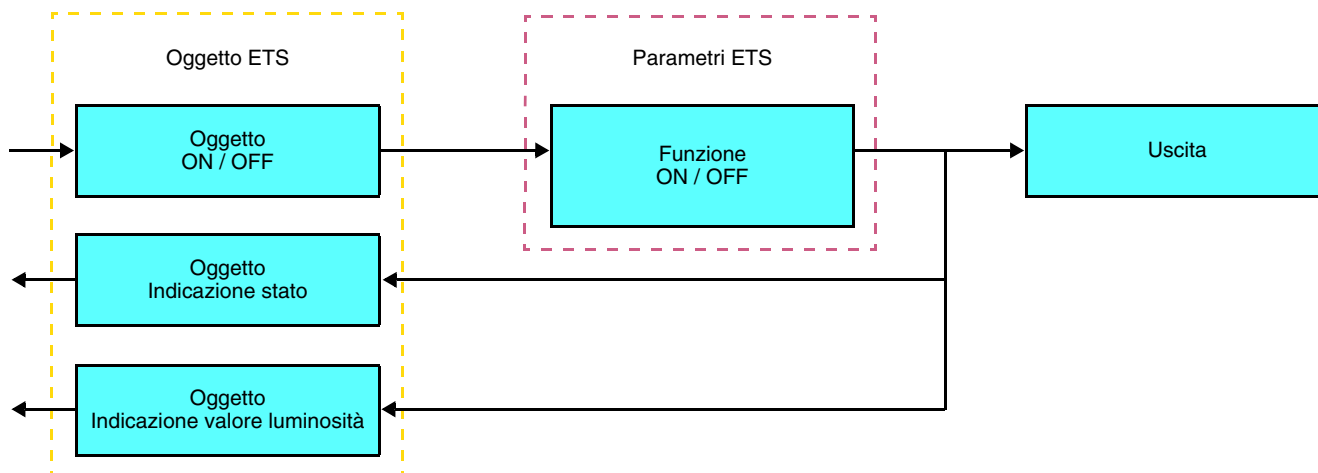 Oggetto ETS
Parametri ETS
Oggetto
ON / OFF
Funzione
ON / OFF
Uscita
Oggetto
Indicazione stato
Oggetto
Indicazione valore luminosità